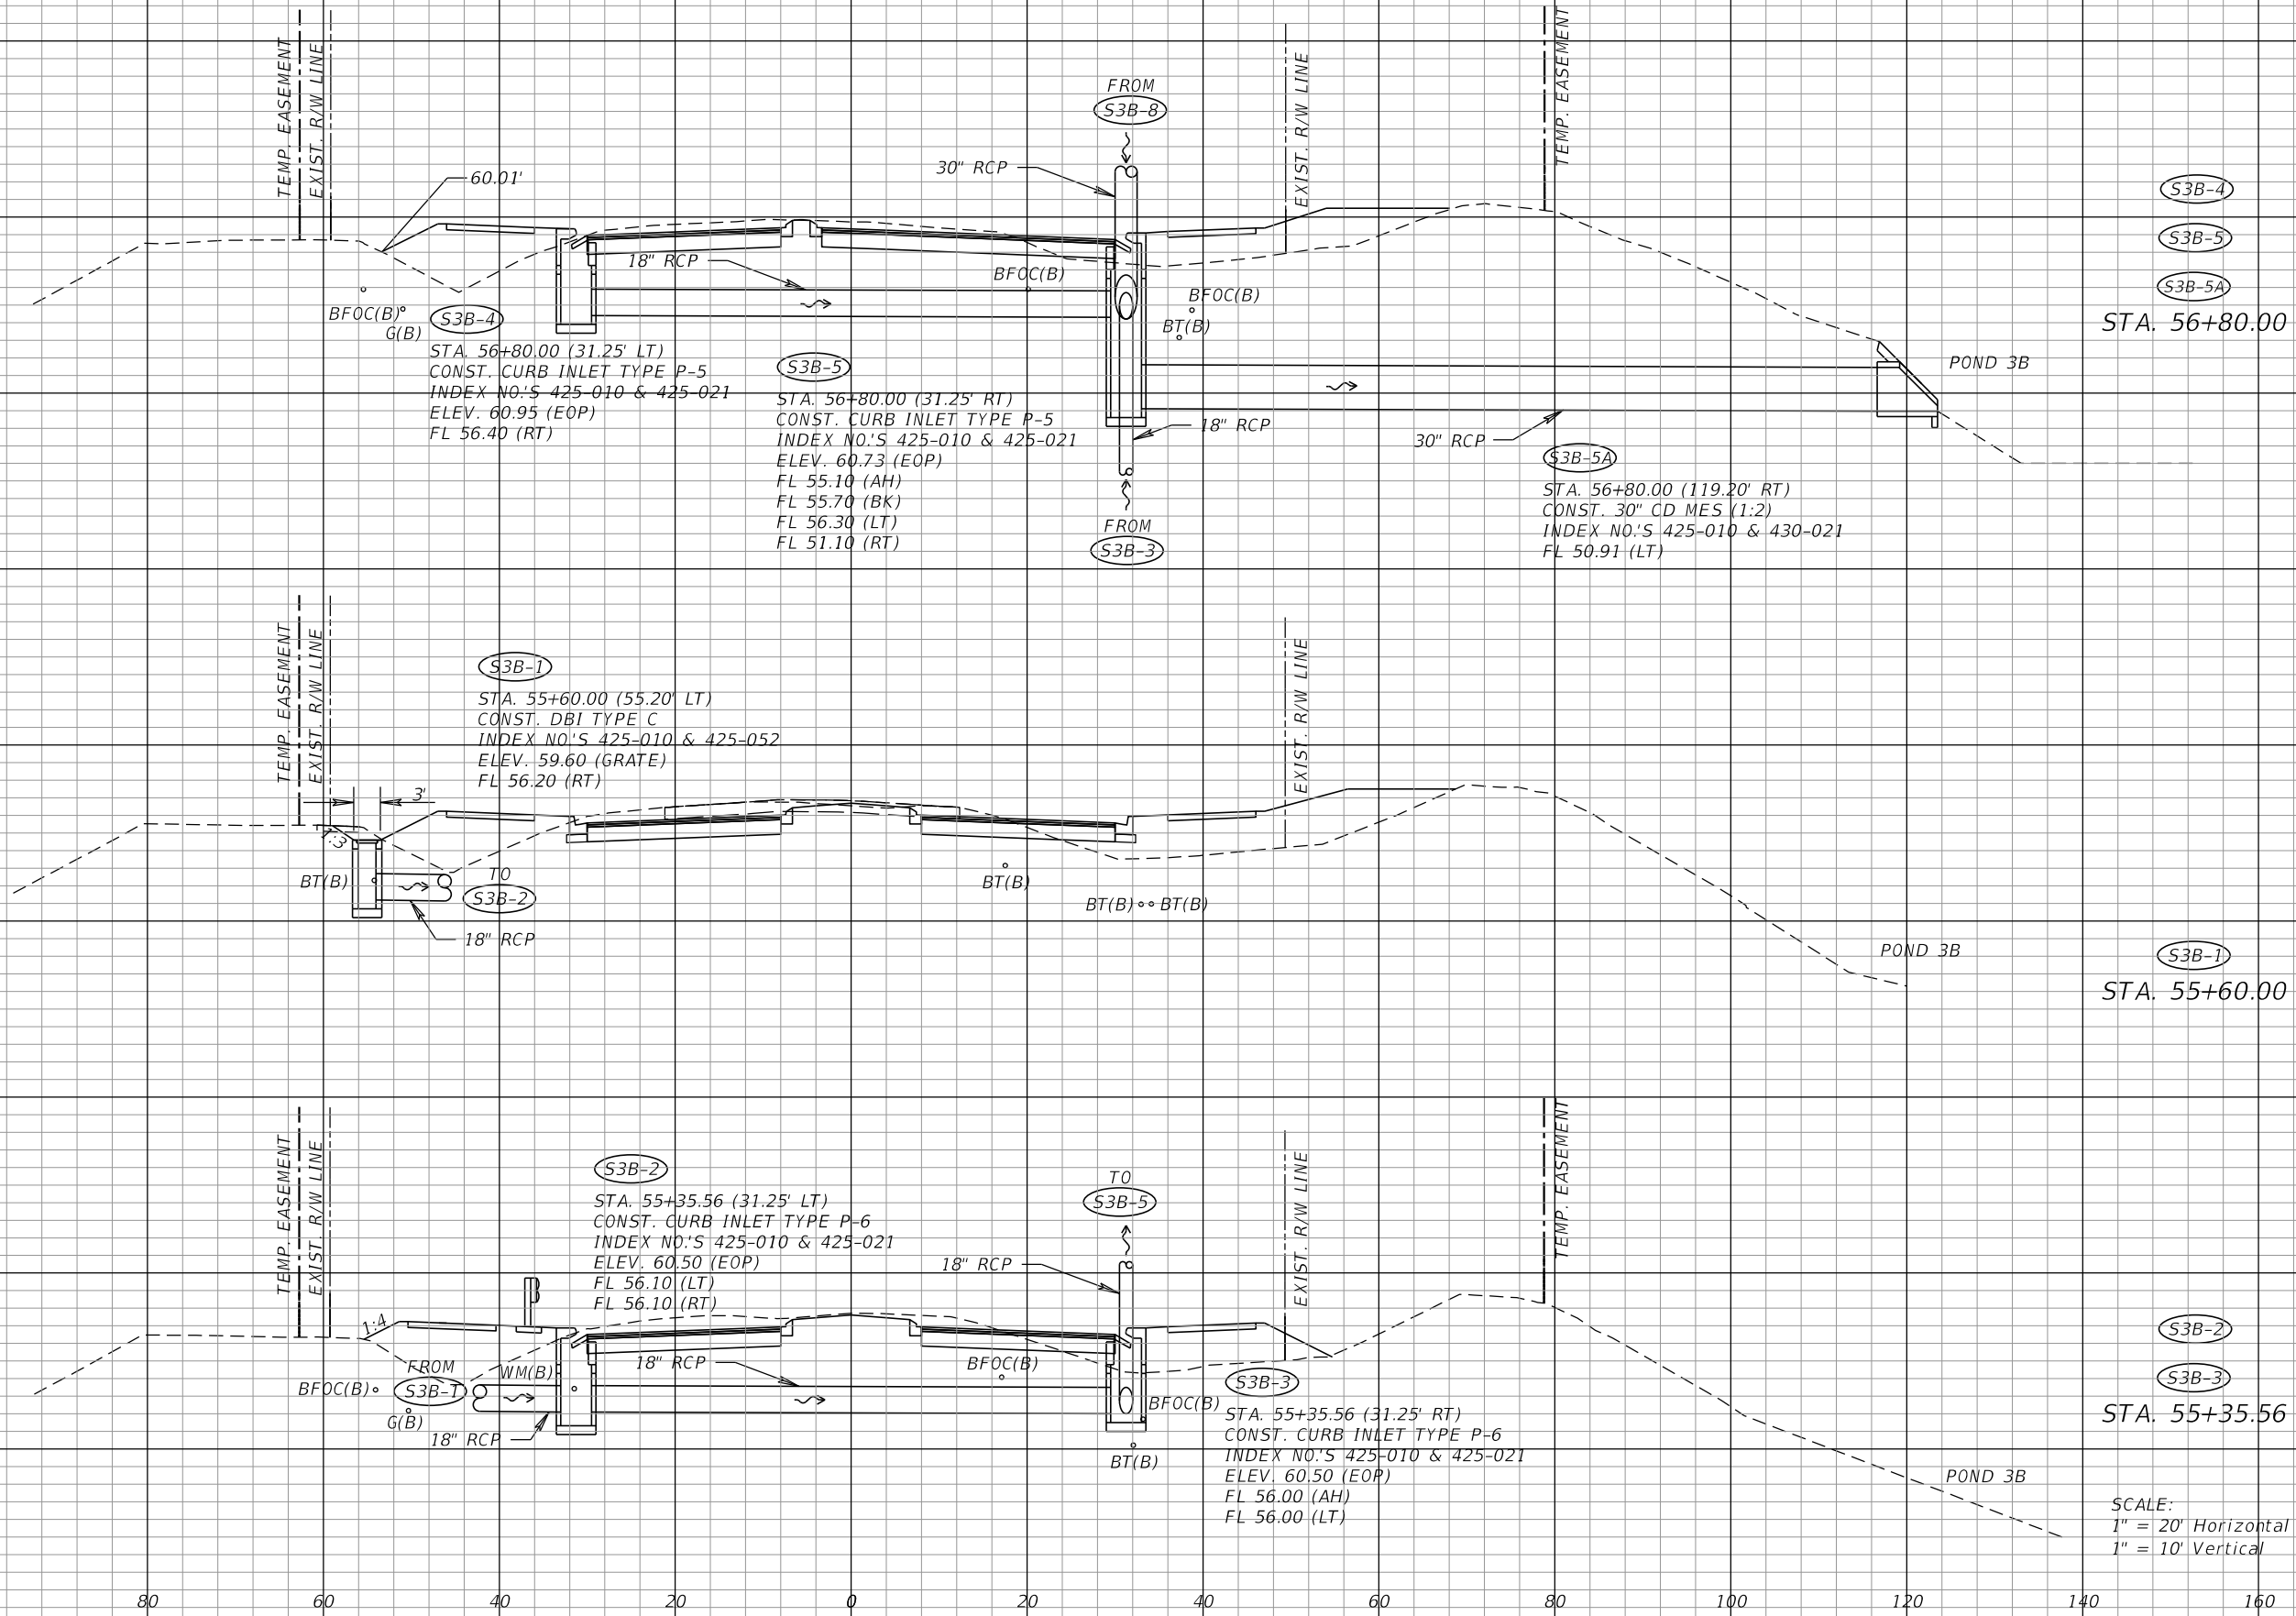 TEMP. EASEMENT
EXIST. R/W LINE
60.01'
FROM
S3B-8
30" RCP
EXIST. R/W LINE
TEMP. EASEMENT
18" RCP
BFOC(B)
BFOC(B)
BT(B)
BFOC(B)
G(B)
S3B-4
STA. 56+80.00 (31.25' LT)
CONST. CURB INLET TYPE P-5
INDEX NO.'S 425-010 & 425-021
ELEV. 60.95 (EOP)
FL 56.40 (RT)
S3B-5
STA. 56+80.00 (31.25' RT)
CONST. CURB INLET TYPE P-5
INDEX NO.'S 425-010 & 425-021
ELEV. 60.73 (EOP)
FL 55.10 (AH)
FL 55.70 (BK)
FL 56.30 (LT)
FL 51.10 (RT)
18" RCP
FROM
S3B-3
30" RCP
S3B-5A
STA. 56+80.00 (119.20' RT)
CONST. 30" CD MES (1:2)
INDEX NO.'S 425-010 & 430-021
FL 50.91 (LT)
POND 3B
S3B-4
S3B-5
S3B-5A
STA. 56+80.00
TEMP. EASEMENT
EXIST. R/W LINE
S3B-1
STA. 55+60.00 (55.20' LT)
CONST. DBI TYPE C
INDEX NO.'S 425-010 & 425-052
ELEV. 59.60 (GRATE)
FL 56.20 (RT)
3'
1:3
BT(B)
TO
S3B-2
18" RCP
BT(B)
BT(B)
BT(B)
EXIST. R/W LINE
POND 3B
S3B-1
STA. 55+60.00
TEMP. EASEMENT
EXIST. R/W LINE
S3B-2
STA. 55+35.56 (31.25' LT)
CONST. CURB INLET TYPE P-6
INDEX NO.'S 425-010 & 425-021
ELEV. 60.50 (EOP)
FL 56.10 (LT)
FL 56.10 (RT)
TO
S3B-5
18" RCP
EXIST. R/W LINE
TEMP. EASEMENT
1:4
FROM
S3B-1
WM(B)
BFOC(B)
G(B)
18" RCP
18" RCP
BFOC(B)
BFOC(B)
BT(B)
S3B-3
STA. 55+35.56 (31.25' RT)
CONST. CURB INLET TYPE P-6
INDEX NO.'S 425-010 & 425-021
ELEV. 60.50 (EOP)
FL 56.00 (AH)
FL 56.00 (LT)
POND 3B
S3B-2
S3B-3
STA. 55+35.56
SCALE:
1" = 20' Horizontal
1" = 10' Vertical
80 60 40 20 0 20 40 60 80 100 120 140 160